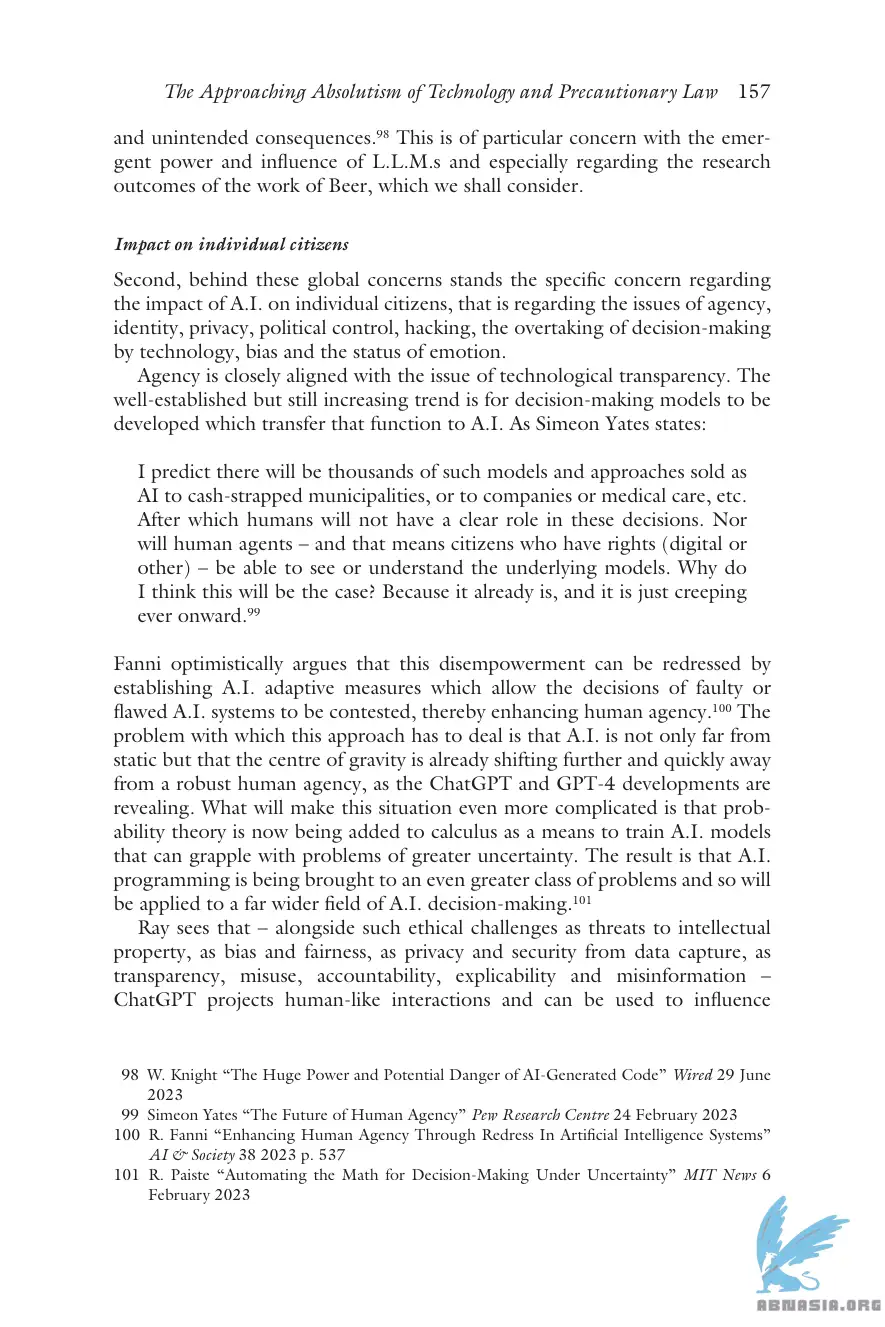 The Approaching Absolutism of Technology and Precautionary Law 157
and unintended consequences.⁹⁸ This is of particular concern with the emer-
gent power and influence of L.L.M.s and especially regarding the research
outcomes of the work of Beer, which we shall consider.
Impact on individual citizens
Second, behind these global concerns stands the specific concern regarding
the impact of A.I. on individual citizens, that is regarding the issues of agency,
identity, privacy, political control, hacking, the overtaking of decision-making
by technology, bias and the status of emotion.
Agency is closely aligned with the issue of technological transparency. The
well-established but still increasing trend is for decision-making models to be
developed which transfer that function to A.I. As Simeon Yates states:
I predict there will be thousands of such models and approaches sold as
AI to cash-strapped municipalities, or to companies or medical care, etc.
After which humans will not have a clear role in these decisions. Nor
will human agents – and that means citizens who have rights (digital or
other) – be able to see or understand the underlying models. Why do
I think this will be the case? Because it already is, and it is just creeping
ever onward.⁹⁹
Fanni optimistically argues that this disempowerment can be redressed by
establishing A.I. adaptive measures which allow the decisions of faulty or
flawed A.I. systems to be contested, thereby enhancing human agency.¹⁰⁰ The
problem with which this approach has to deal is that A.I. is not only far from
static but that the centre of gravity is already shifting further and quickly away
from a robust human agency, as the ChatGPT and GPT-4 developments are
revealing. What will make this situation even more complicated is that prob-
ability theory is now being added to calculus as a means to train A.I. models
that can grapple with problems of greater uncertainty. The result is that A.I.
programming is being brought to an even greater class of problems and so will
be applied to a far wider field of A.I. decision-making.¹⁰¹
Ray sees that – alongside such ethical challenges as threats to intellectual
property, as bias and fairness, as privacy and security from data capture, as
transparency, misuse, accountability, explicability and misinformation –
ChatGPT projects human-like interactions and can be used to influence
98 W. Knight “The Huge Power and Potential Danger of AI-Generated Code” Wired 29 June
2023
99 Simeon Yates “The Future of Human Agency” Pew Research Centre 24 February 2023
100 R. Fanni “Enhancing Human Agency Through Redress In Artificial Intelligence Systems”
AI & Society 38 2023 p. 537
101 R. Paiste “Automating the Math for Decision-Making Under Uncertainty” MIT News 6
February 2023
ABNASIA.ORG